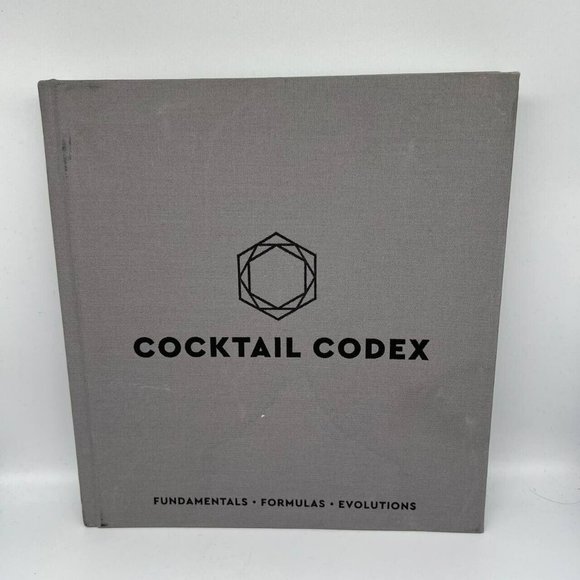 COCKTAIL CODEX
FUNDAMENTALS • FORMULAS • EVOLUTIONS